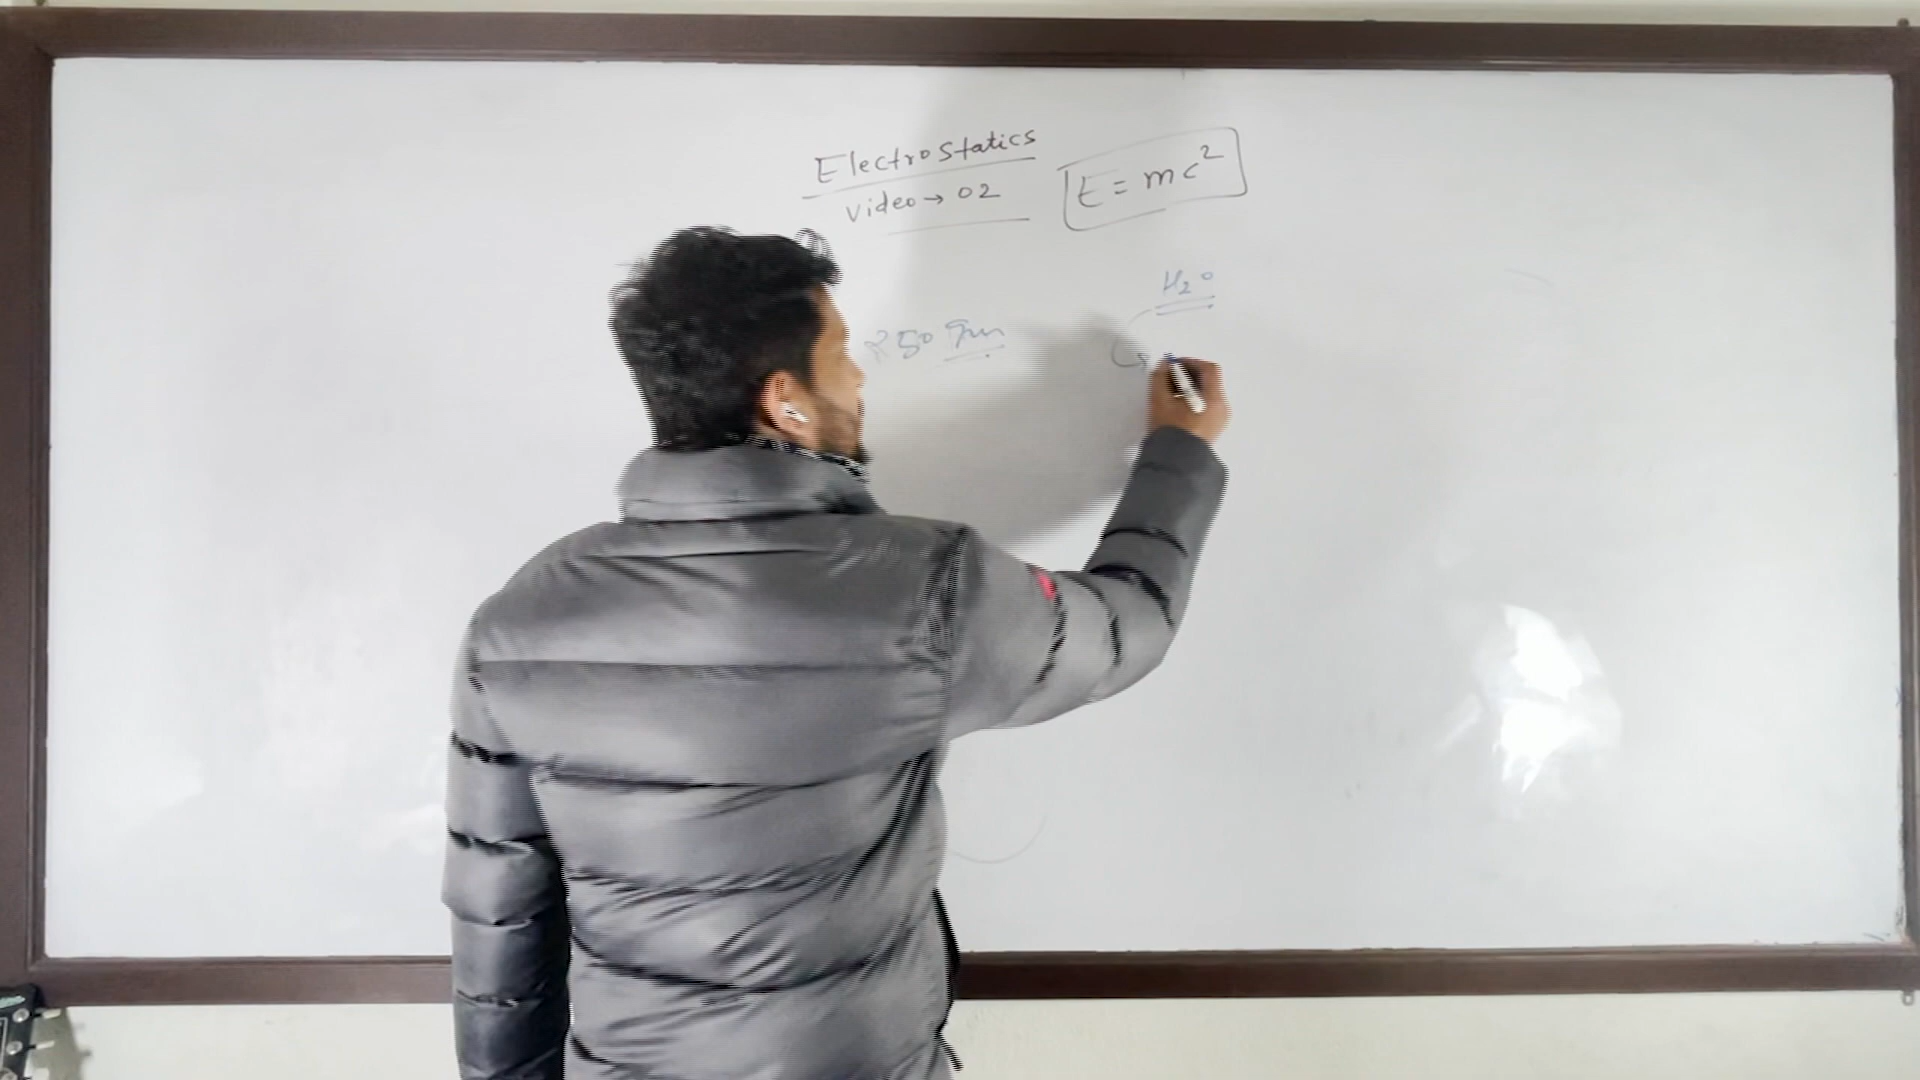 Electrostatics
Video → 02
E = mc²
H₂O
250 gm